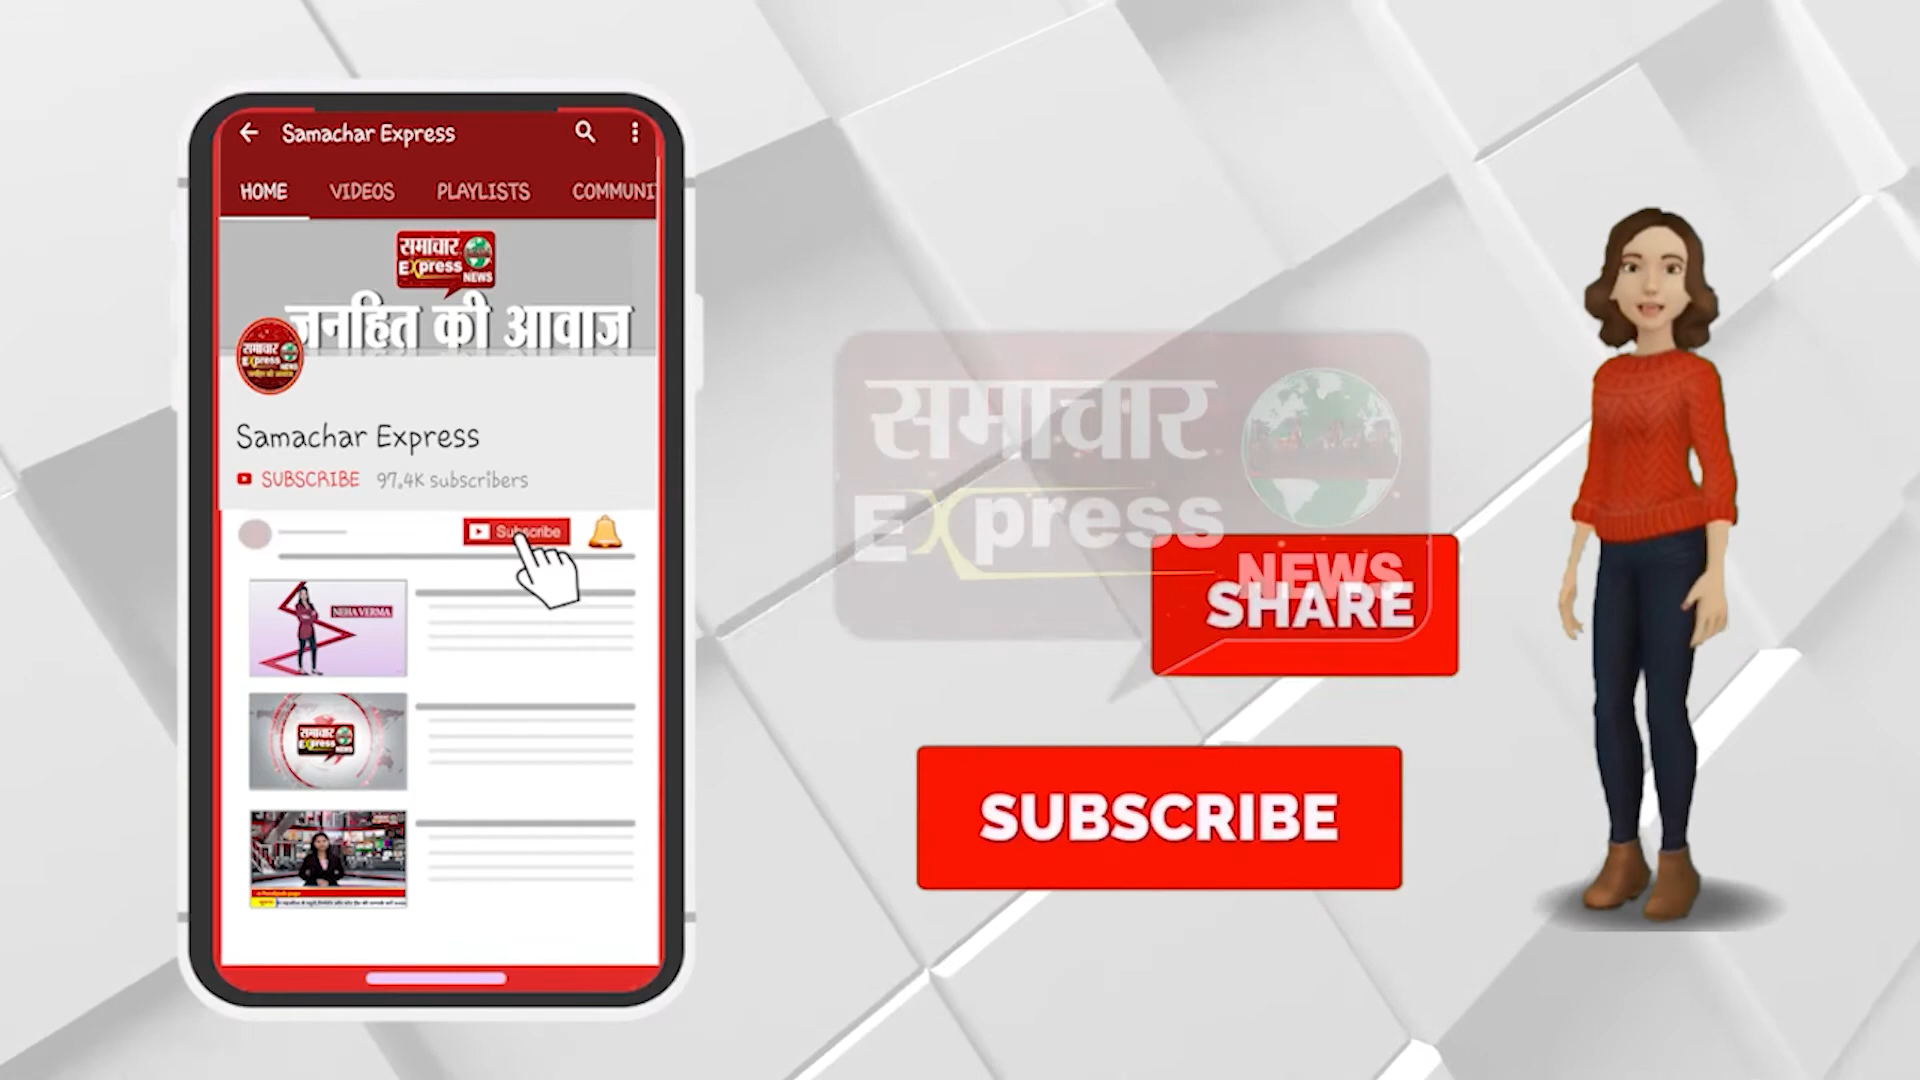 Samachar Express
HOME VIDEOS PLAYLISTS COMMUNI
समाचार
Express
NEWS
जनहित की आवाज
समाचार
Express
Samachar Express
SUBSCRIBE 97.4K subscribers
Subscribe
NEHA VERMA
समाचार
Express
NEWS
समाचार
Express
NEWS
SHARE
SUBSCRIBE